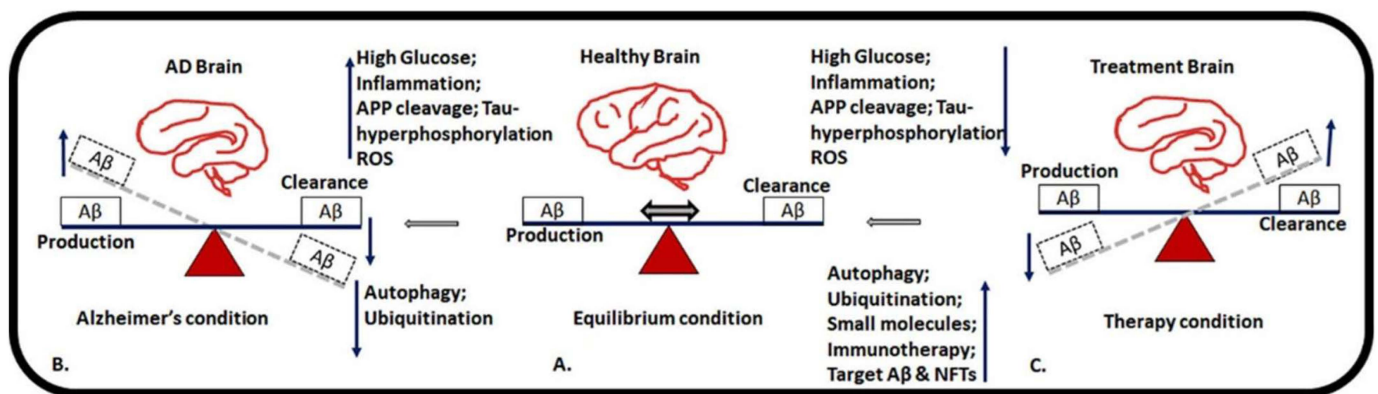 AD Brain
High Glucose;
Inflammation;
APP cleavage; Tau-
hyperphosphorylation
ROS
Aβ
Aβ
Production
Clearance
Aβ
Aβ
Autophagy;
Ubiquitination
Alzheimer's condition
B.
Healthy Brain
Aβ
Production
Clearance
Aβ
Equilibrium condition
A.
High Glucose;
Inflammation;
APP cleavage; Tau-
hyperphosphorylation
ROS
Autophagy;
Ubiquitination;
Small molecules;
Immunotherapy;
Target Aβ & NFTs
Treatment Brain
Production
Aβ
Aβ
Aβ
Aβ
Clearance
Therapy condition
C.